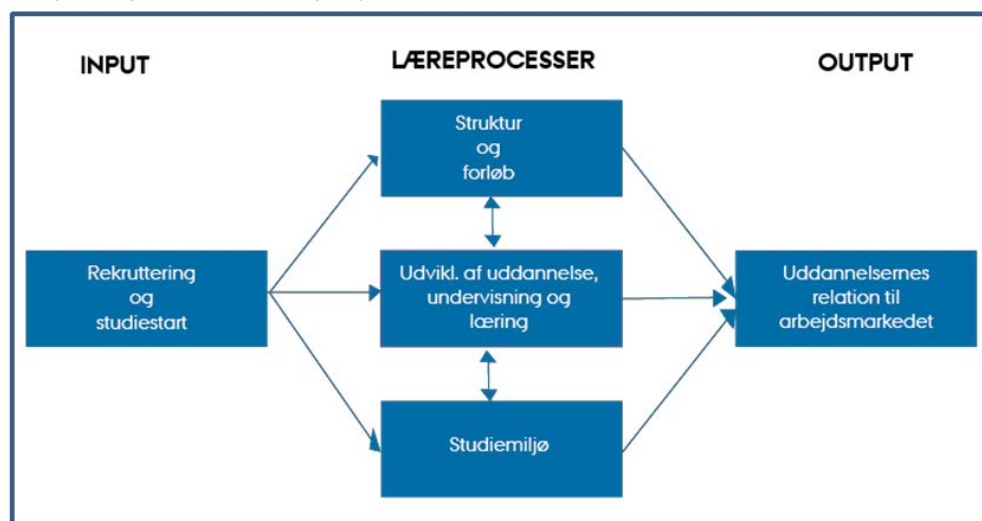 INPUT
LÆREPROCESSER
OUTPUT
Struktur
og
forløb
Rekruttering
og
studiestart
Udvikl. af uddannelse,
undervisning og
læring
Uddannelsernes
relation til
arbejdsmarkedet
Studiemiljø